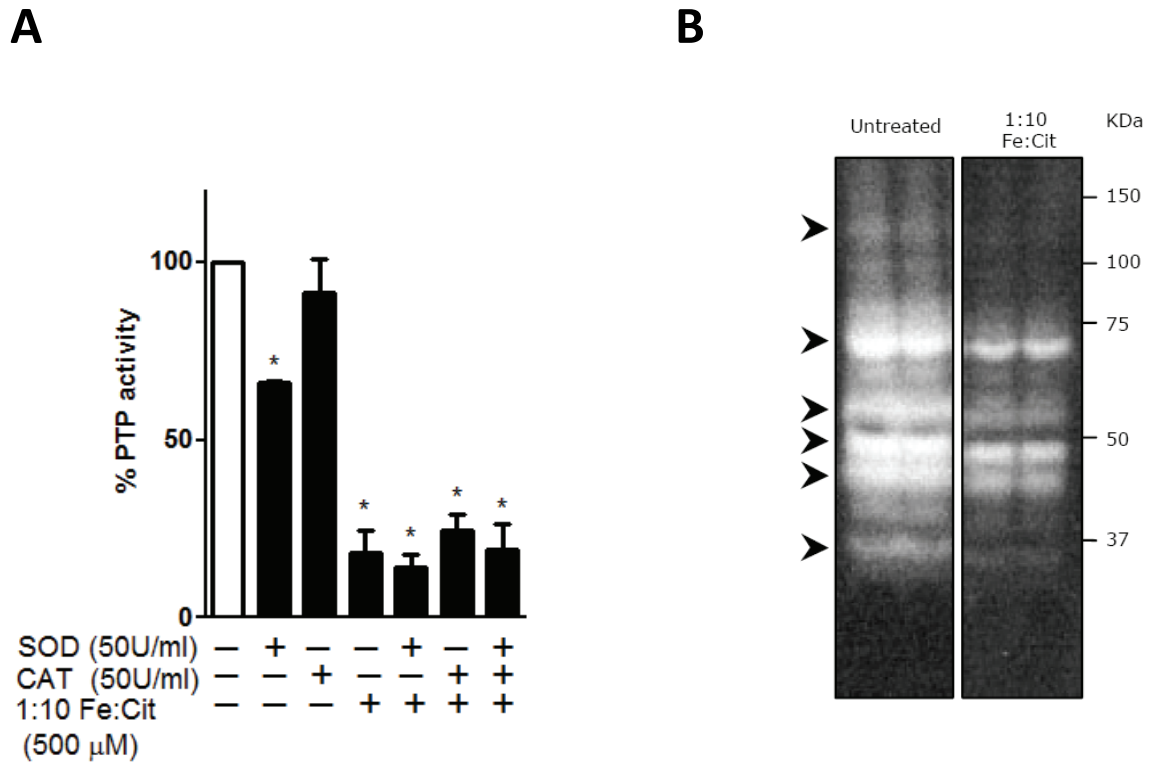 A
B
Untreated
1:10
Fe:Cit
KDa
150
100
75
50
37
% PTP activity
100
50
0
*
*
*
*
*
SOD (50U/ml) – + – – + – +
CAT (50U/ml) – – + – – + +
1:10 Fe:Cit – – – + + + +
(500 μM)